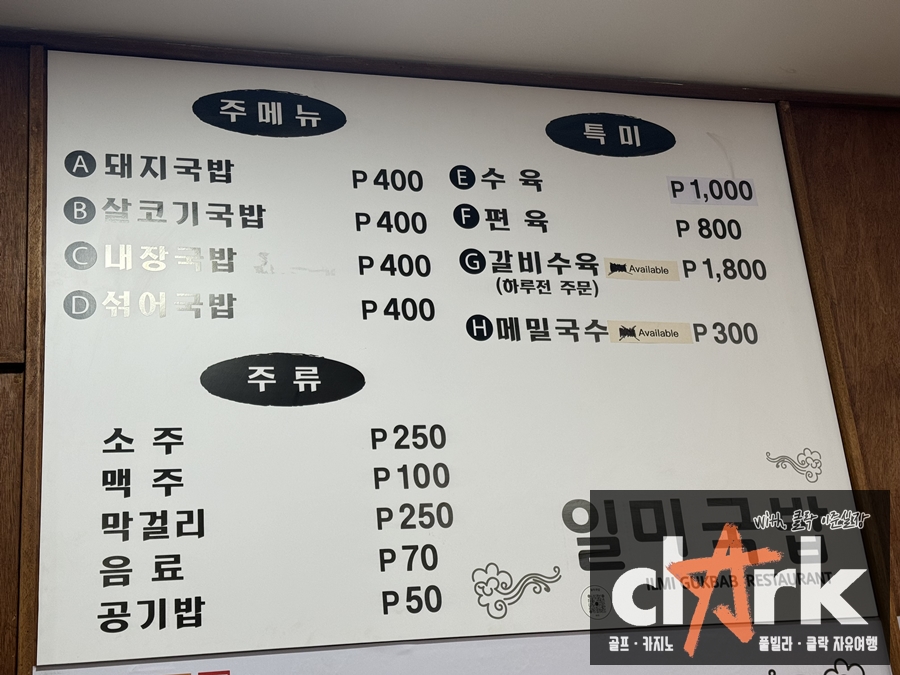 주메뉴
A 돼지국밥 P400
B 살코기국밥 P400
C 내장국밥 P400
D 섞어국밥 P400
특미
E 수육 P1,000
F 편육 P800
G 갈비수육 Available P1,800
(하루전 주문)
H 메밀국수 Available P300
주류
소주 P250
맥주 P100
막걸리 P250
음료 P70
공기밥 P50
일미국밥
ILMI GUKBAB RESTAURANT
with 클락
clArk
골프 · 카지노 풀빌라 · 클락 자유여행